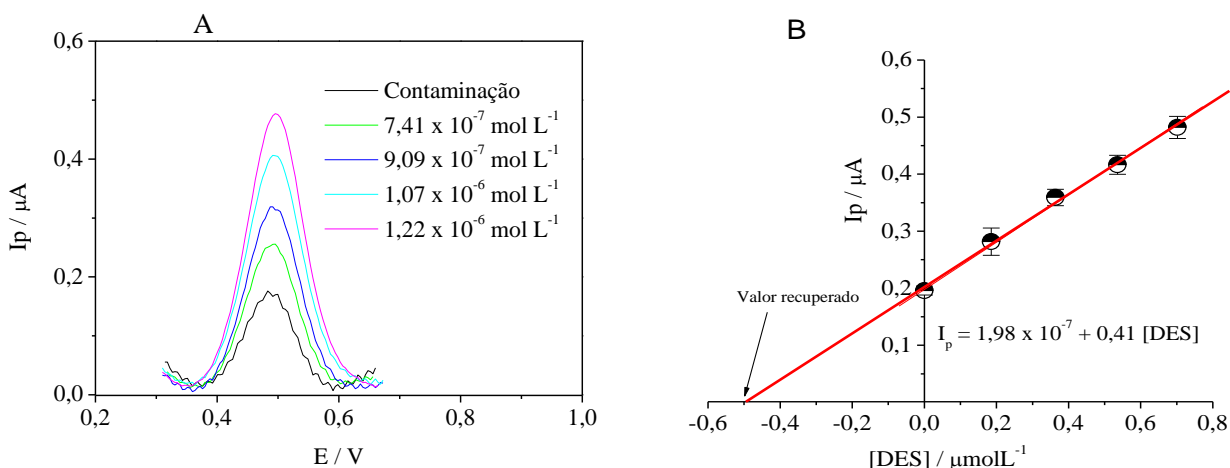 A
0,6
0,4
0,2
0,0
Ip / μA
0,2
0,4
0,6
0,8
1,0
E / V
Contaminação
7,41 x 10⁻⁷ mol L⁻¹
9,09 x 10⁻⁷ mol L⁻¹
1,07 x 10⁻⁶ mol L⁻¹
1,22 x 10⁻⁶ mol L⁻¹
B
0,6
0,5
0,4
0,3
0,2
0,1
Ip / μA
Valor recuperado
Iₚ = 1,98 x 10⁻⁷ + 0,41 [DES]
-0,6
-0,4
-0,2
0,0
0,2
0,4
0,6
0,8
[DES] / μmolL⁻¹